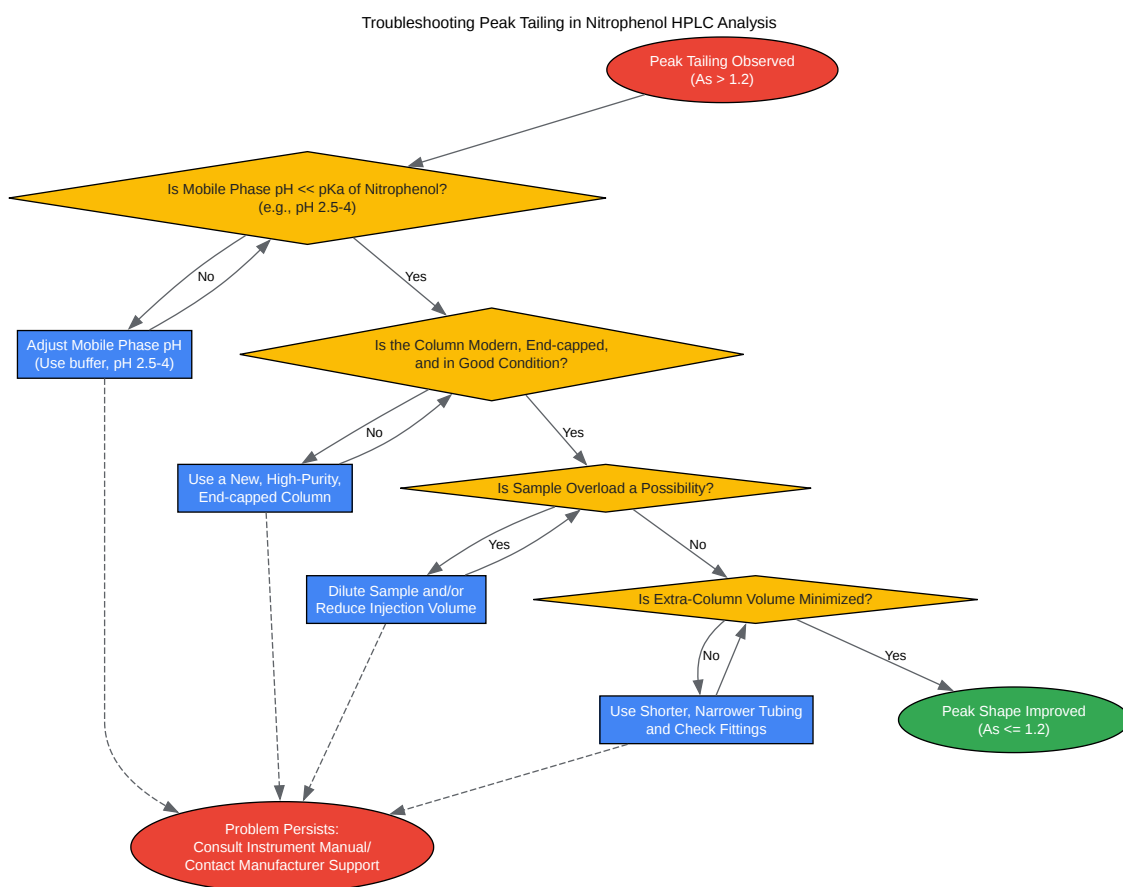 Troubleshooting Peak Tailing in Nitrophenol HPLC Analysis
Peak Tailing Observed
(As > 1.2)
Is Mobile Phase pH << pKa of Nitrophenol?
(e.g., pH 2.5-4)
No
Yes
Adjust Mobile Phase pH
(Use buffer, pH 2.5-4)
Is the Column Modern, End-capped,
and in Good Condition?
No
Yes
Use a New, High-Purity,
End-capped Column
Is Sample Overload a Possibility?
Yes
No
Dilute Sample and/or
Reduce Injection Volume
Is Extra-Column Volume Minimized?
No
Yes
Use Shorter, Narrower Tubing
and Check Fittings
Peak Shape Improved
(As <= 1.2)
Problem Persists:
Consult Instrument Manual/
Contact Manufacturer Support